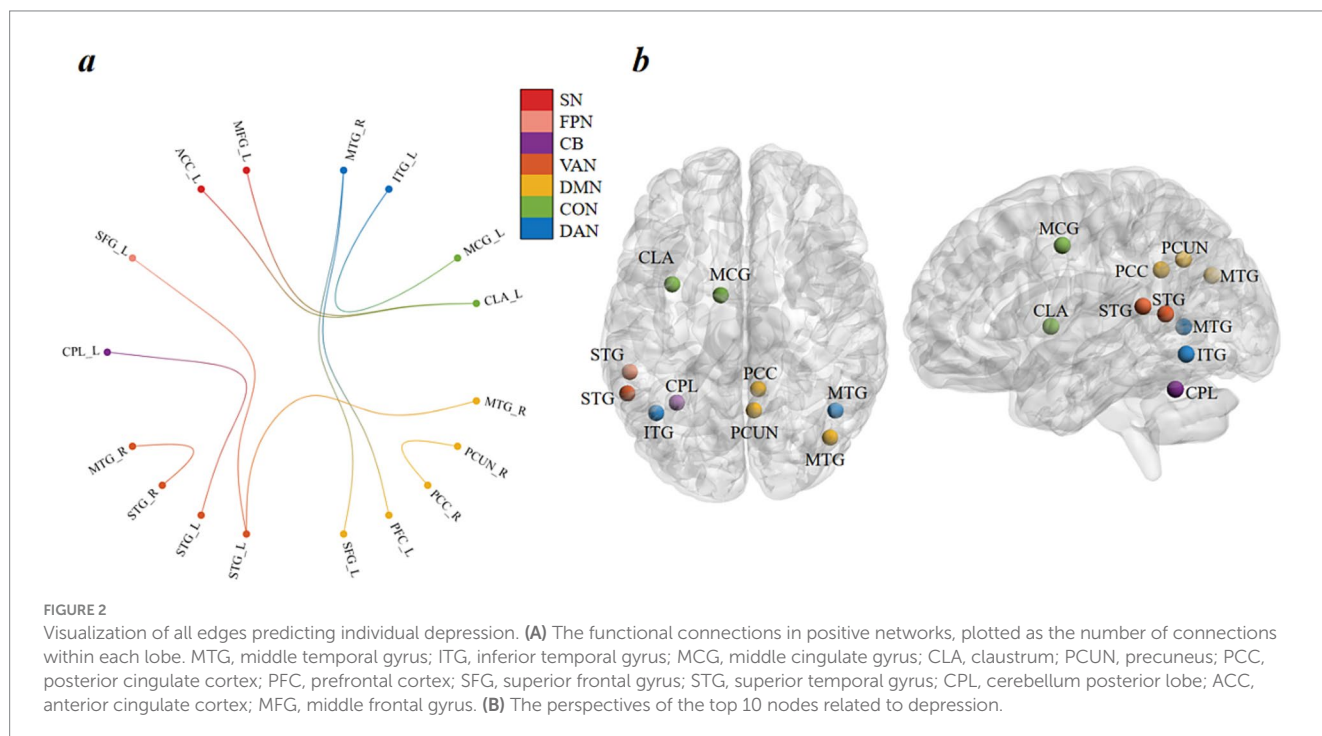 a
b
SN
FPN
CB
VAN
DMN
CON
DAN
MFG_L
ACC_L
SFG_L
CPL_L
MTG_R
STG_R
STG_L
STG_L
SFG_L
PFC_L
PCC_R
PCUN_R
MTG_R
CLA_L
MCG_L
ITG_L
MTG_R
CLA
MCG
STG
STG
CPL
ITG
PCC
PCUN
MTG
MTG
MCG
PCUN
PCC
MTG
STG
STG
CLA
MTG
ITG
CPL
FIGURE 2
Visualization of all edges predicting individual depression. (A) The functional connections in positive networks, plotted as the number of connections
within each lobe. MTG, middle temporal gyrus; ITG, inferior temporal gyrus; MCG, middle cingulate gyrus; CLA, claustrum; PCUN, precuneus; PCC,
posterior cingulate cortex; PFC, prefrontal cortex; SFG, superior frontal gyrus; STG, superior temporal gyrus; CPL, cerebellum posterior lobe; ACC,
anterior cingulate cortex; MFG, middle frontal gyrus. (B) The perspectives of the top 10 nodes related to depression.